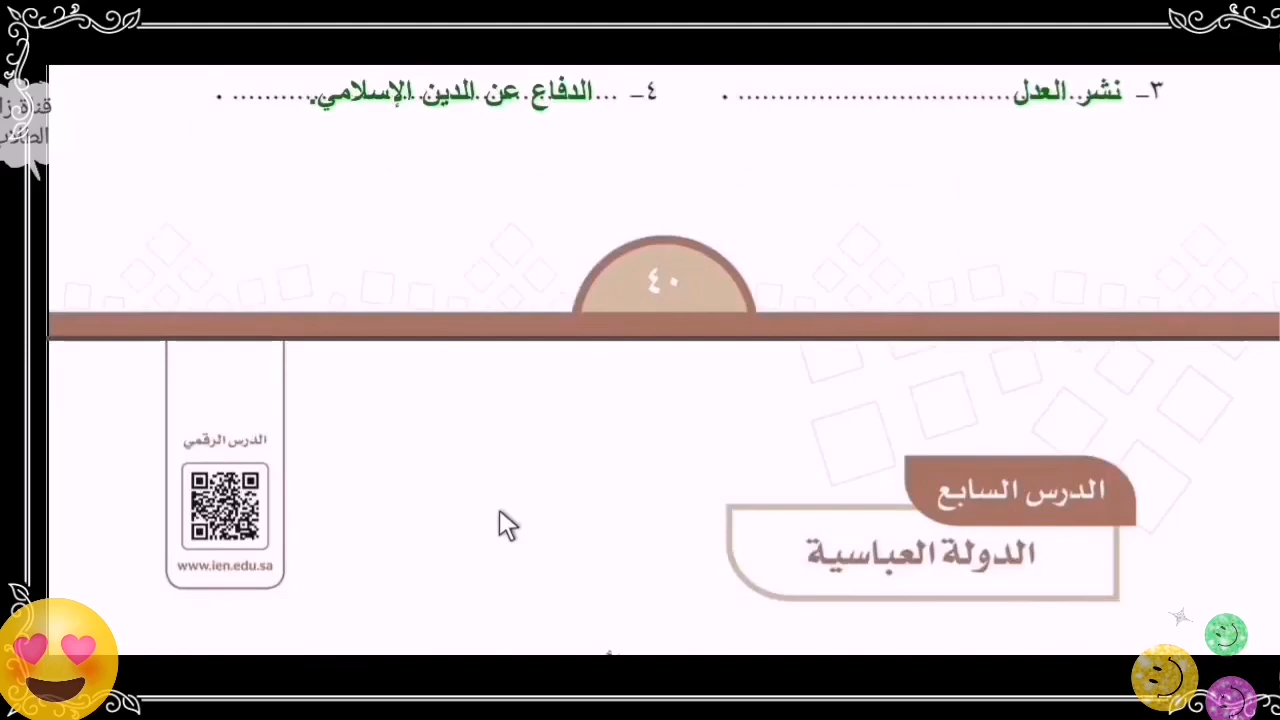 ٣- نشر العدل .
٤- الدفاع عن الدين الإسلامي .
٤٠
الدرس الرقمي
www.ien.edu.sa
الدرس السابع
الدولة العباسية